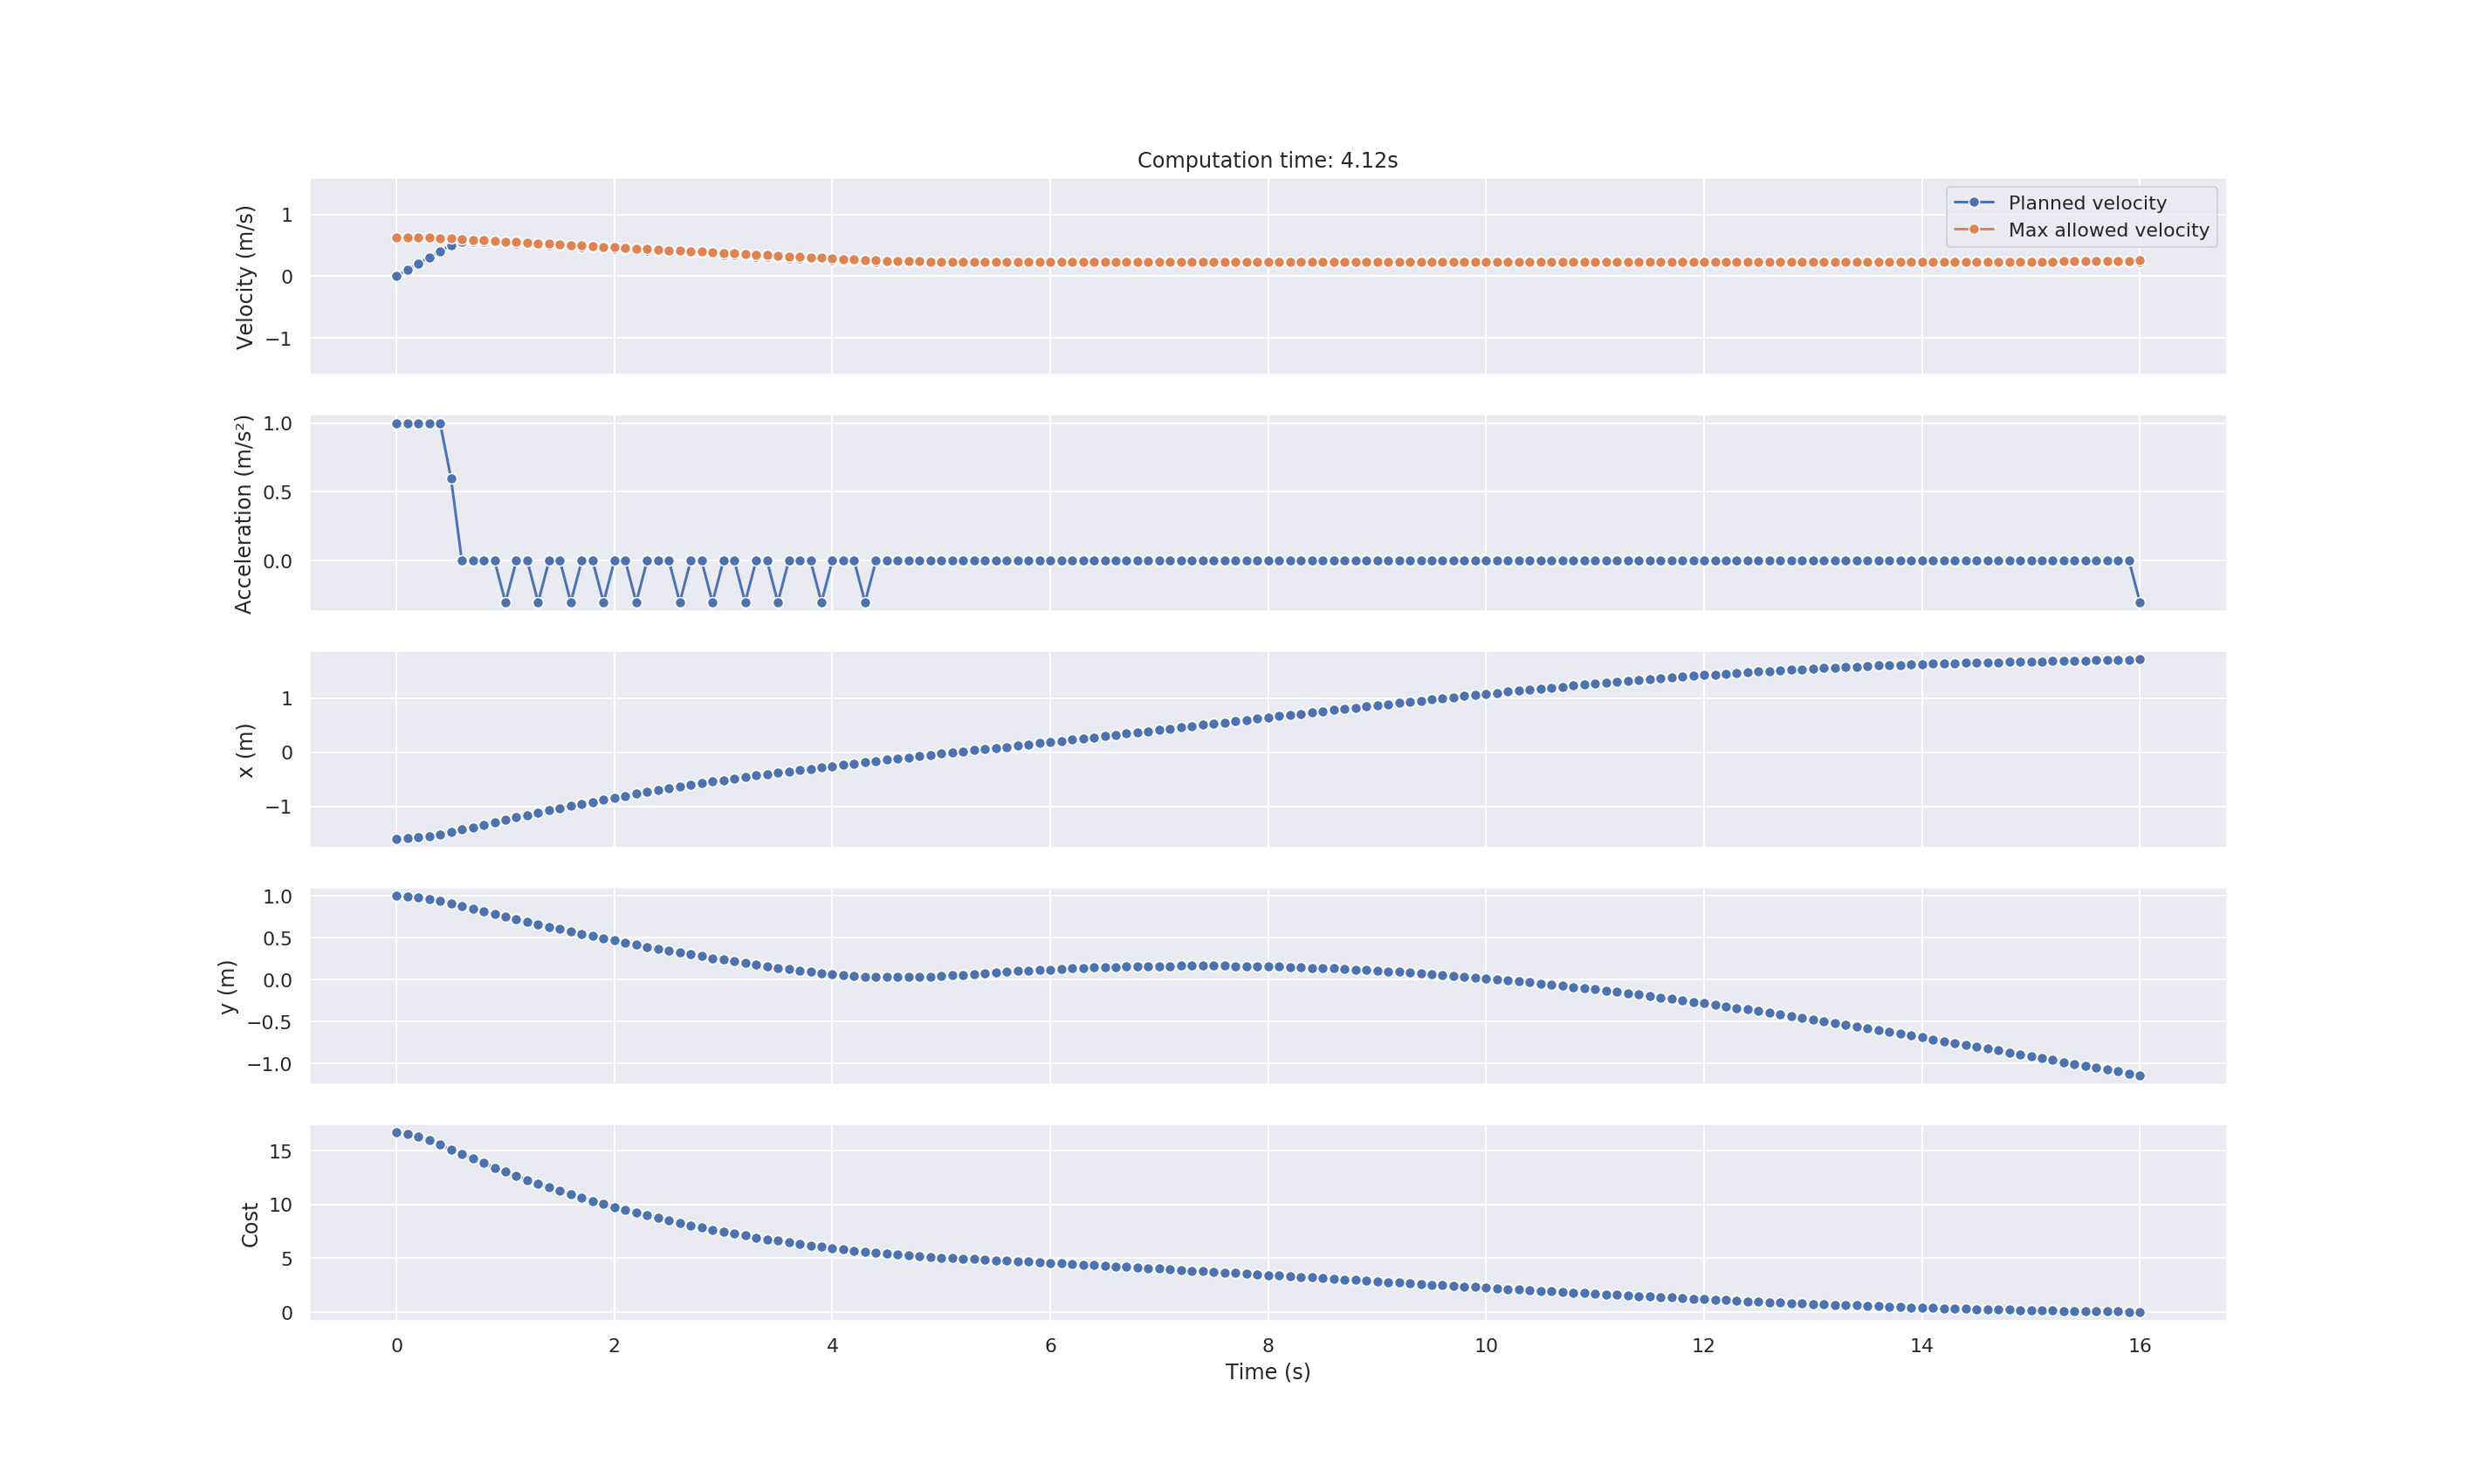 Computation time: 4.12s
Velocity (m/s)
1
0
−1
Planned velocity
Max allowed velocity
Acceleration (m/s²)
1.0
0.5
0.0
x (m)
1
0
−1
y (m)
1.0
0.5
0.0
−0.5
−1.0
Cost
15
10
5
0
0 2 4 6 8 10 12 14 16
Time (s)